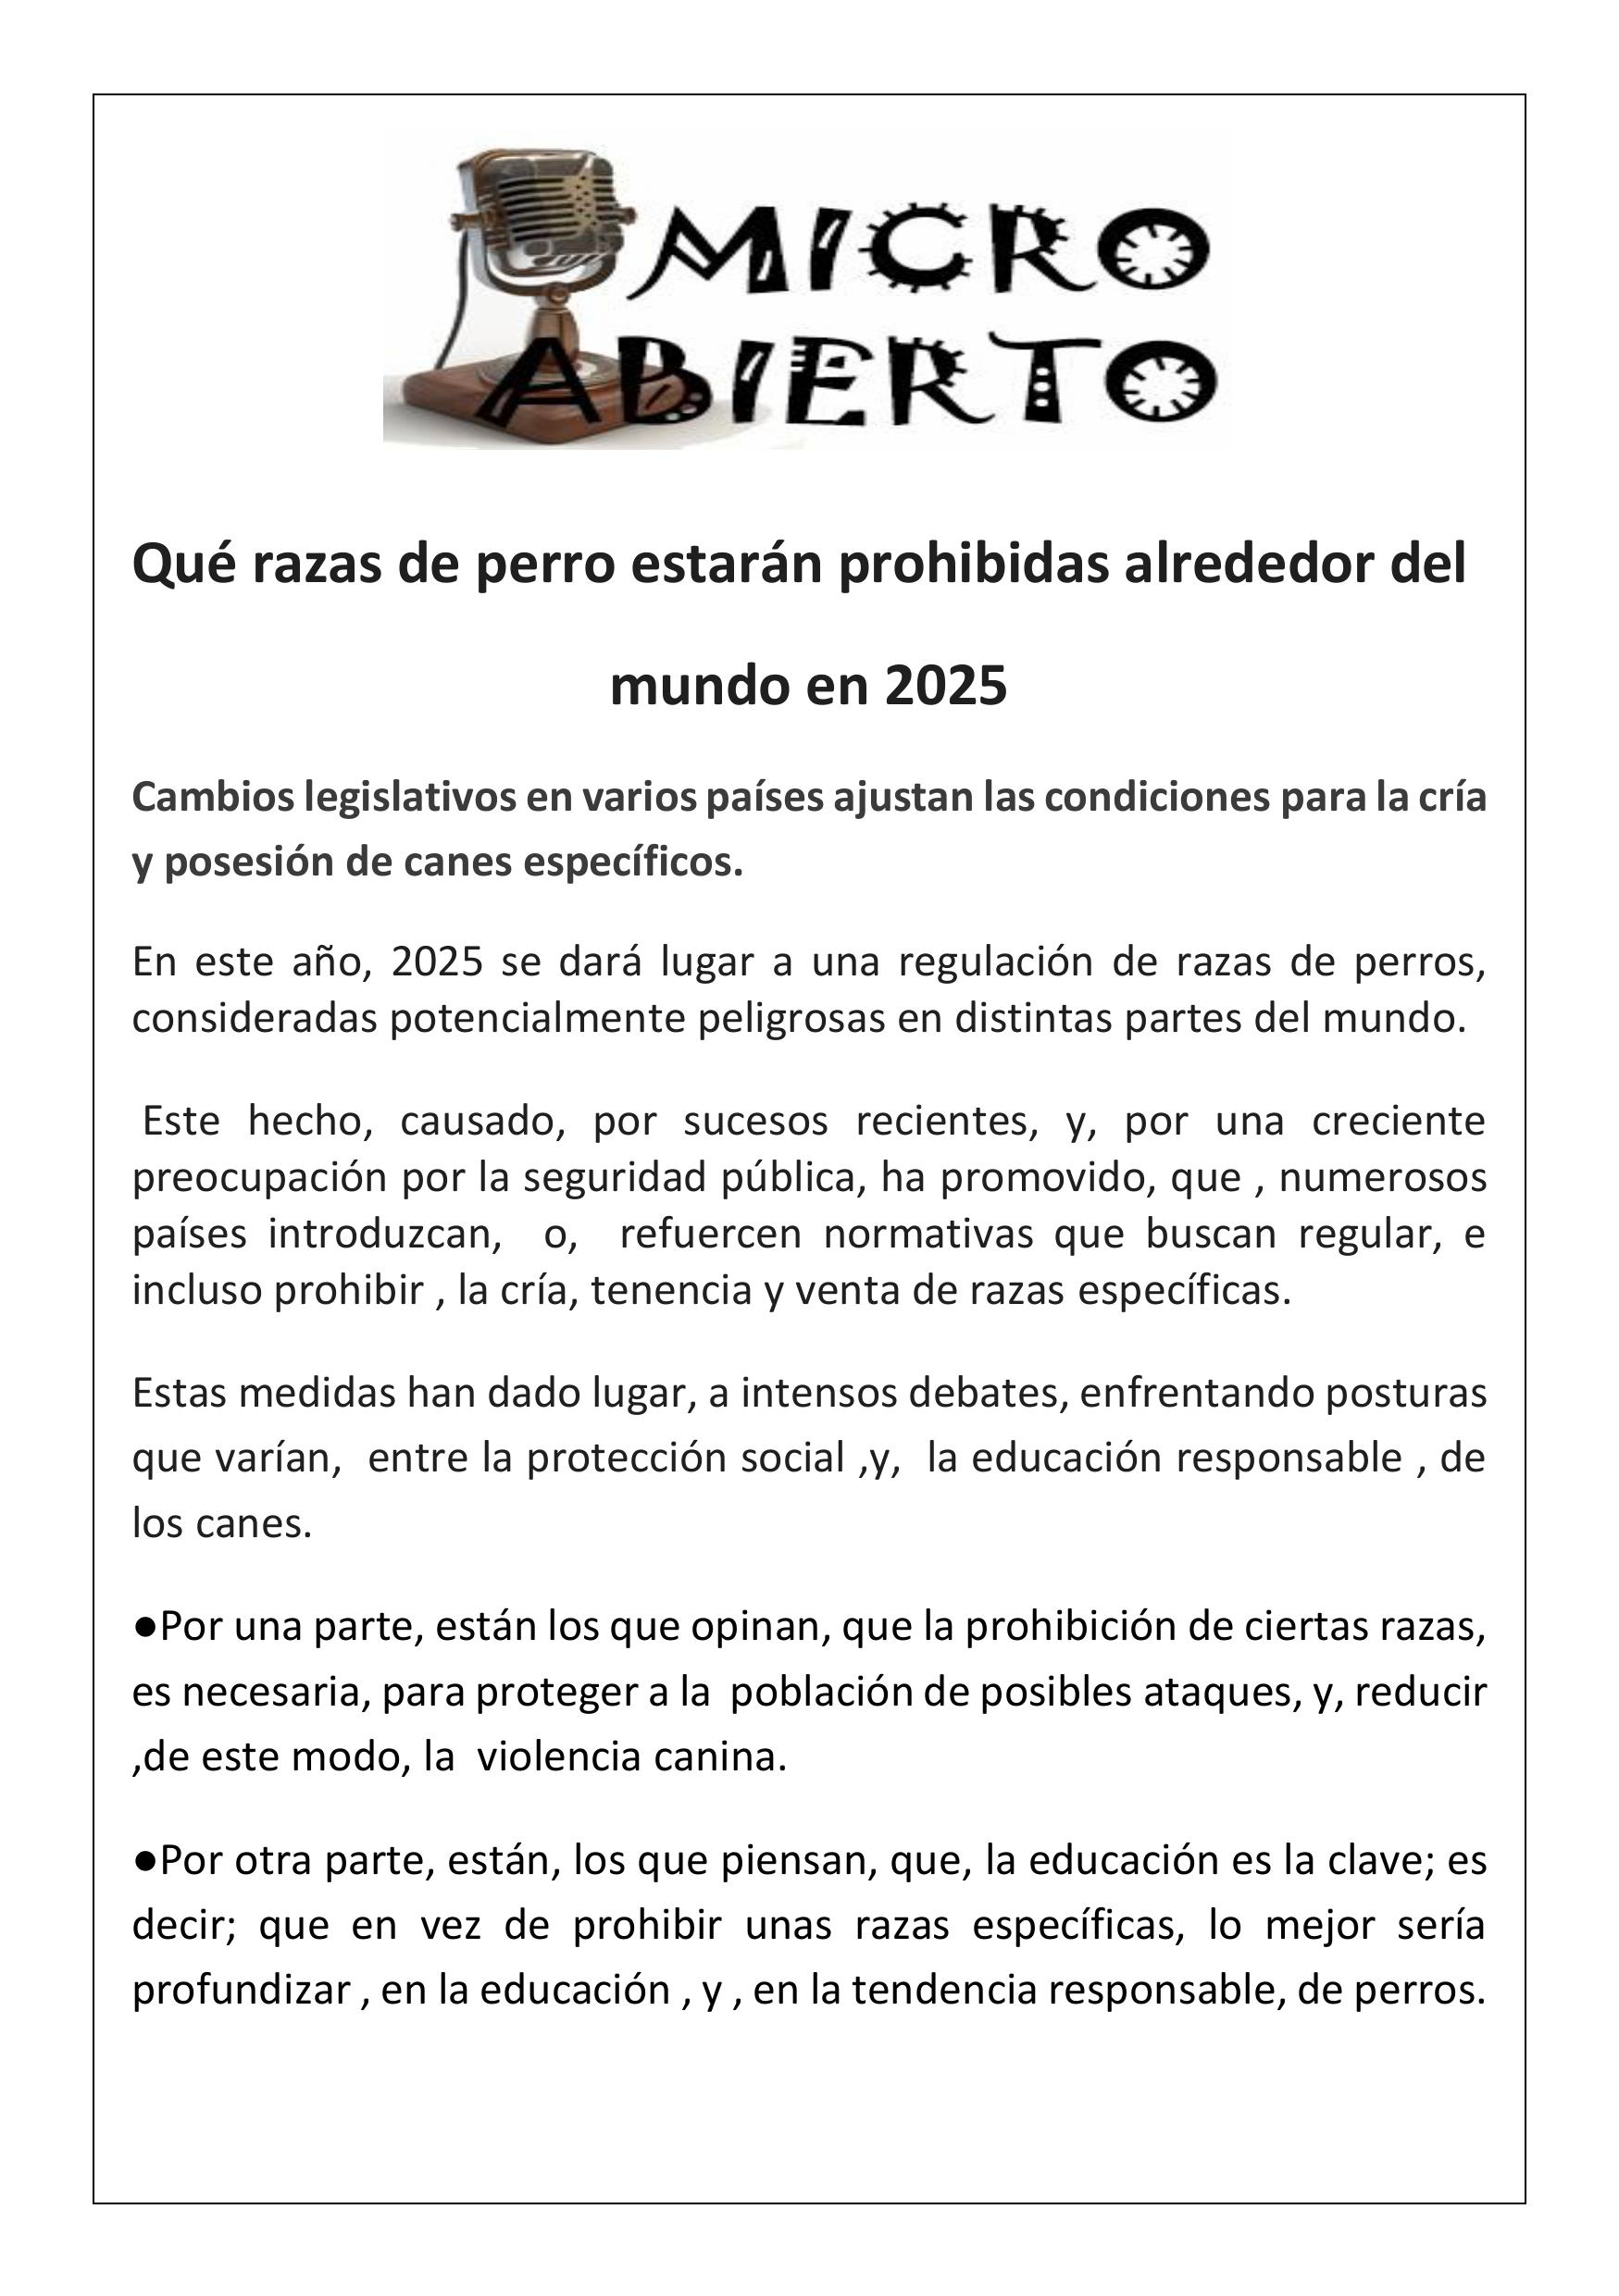 MICRO
ABIERTO
Qué razas de perro estarán prohibidas alrededor del
mundo en 2025
Cambios legislativos en varios países ajustan las condiciones para la cría
y posesión de canes específicos.
En este año, 2025 se dará lugar a una regulación de razas de perros,
consideradas potencialmente peligrosas en distintas partes del mundo.
Este hecho, causado, por sucesos recientes, y, por una creciente
preocupación por la seguridad pública, ha promovido, que , numerosos
países introduzcan, o, refuercen normativas que buscan regular, e
incluso prohibir , la cría, tenencia y venta de razas específicas.
Estas medidas han dado lugar, a intensos debates, enfrentando posturas
que varían, entre la protección social ,y, la educación responsable , de
los canes.
●Por una parte, están los que opinan, que la prohibición de ciertas razas,
es necesaria, para proteger a la población de posibles ataques, y, reducir
,de este modo, la violencia canina.
●Por otra parte, están, los que piensan, que, la educación es la clave; es
decir; que en vez de prohibir unas razas específicas, lo mejor sería
profundizar , en la educación , y , en la tendencia responsable, de perros.